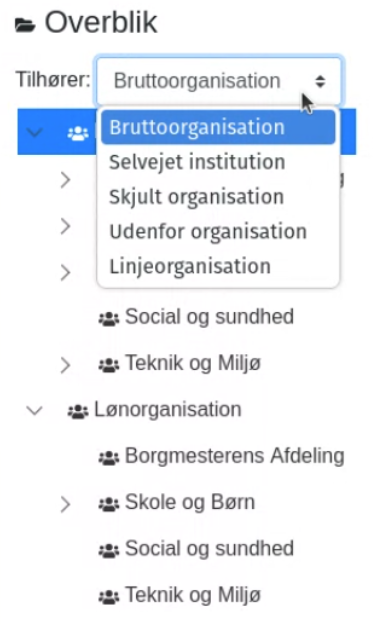 Overblik
Tilhører: Bruttoorganisation
Bruttoorganisation
Selvejet institution
Skjult organisation
Udenfor organisation
Linjeorganisation
Social og sundhed
Teknik og Miljø
Lønorganisation
Borgmesterens Afdeling
Skole og Børn
Social og sundhed
Teknik og Miljø